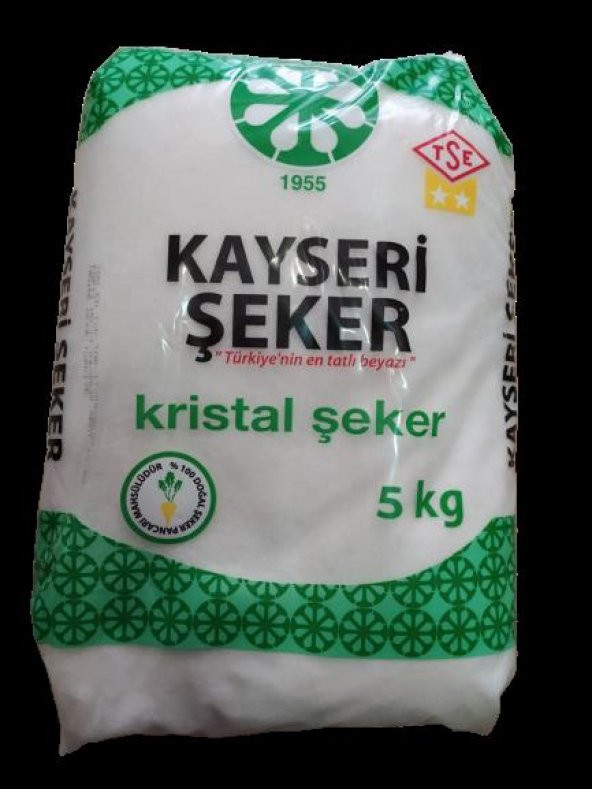 1955
TSE
KAYSERİ
ŞEKER
"Türkiye'nin en tatlı beyazı"
kristal şeker
% 100 DOĞAL ŞEKER PANCARI MAHSÜLÜDÜR
5 kg
KAYSERİ ŞEKER
KAYSERİ ŞEKER